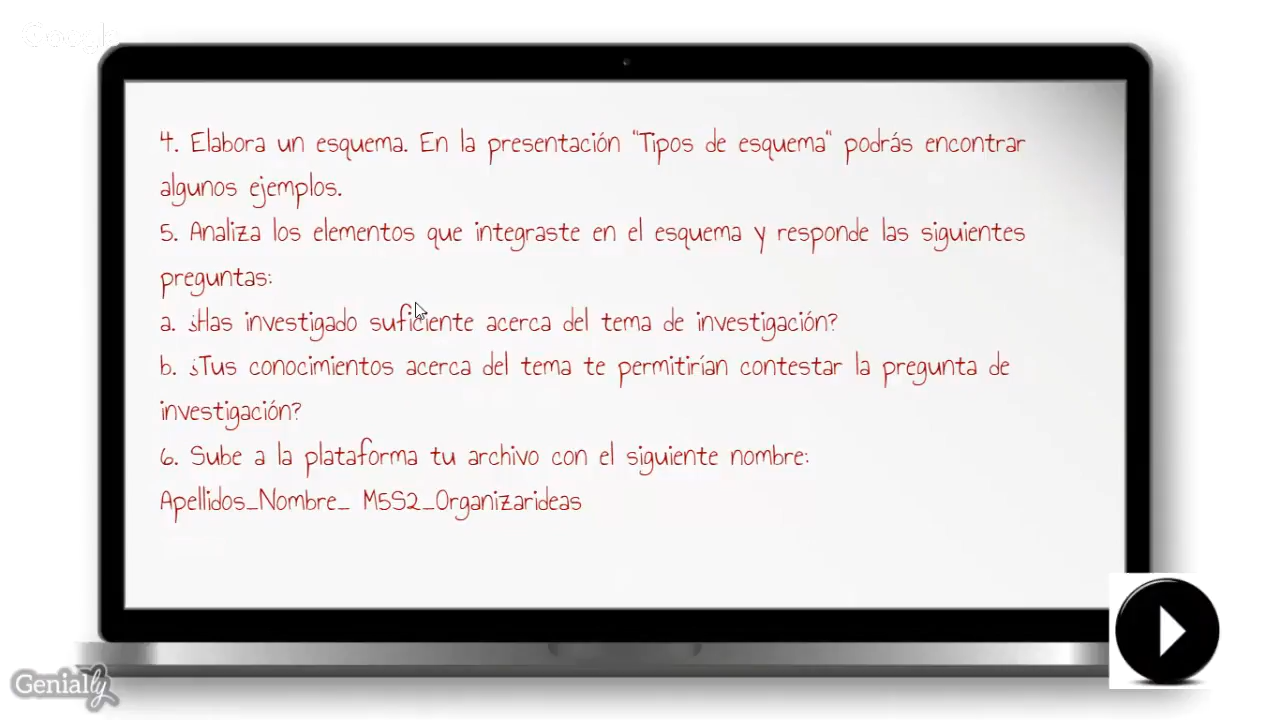 Google
4. Elabora un esquema. En la presentación "Tipos de esquema" podrás encontrar
algunos ejemplos.
5. Analiza los elementos que integraste en el esquema y responde las siguientes
preguntas:
a. ¿Has investigado suficiente acerca del tema de investigación?
b. ¿Tus conocimientos acerca del tema te permitirían contestar la pregunta de
investigación?
6. Sube a la plataforma tu archivo con el siguiente nombre:
Apellidos_Nombre_ M5S2_Organizarideas
Genially